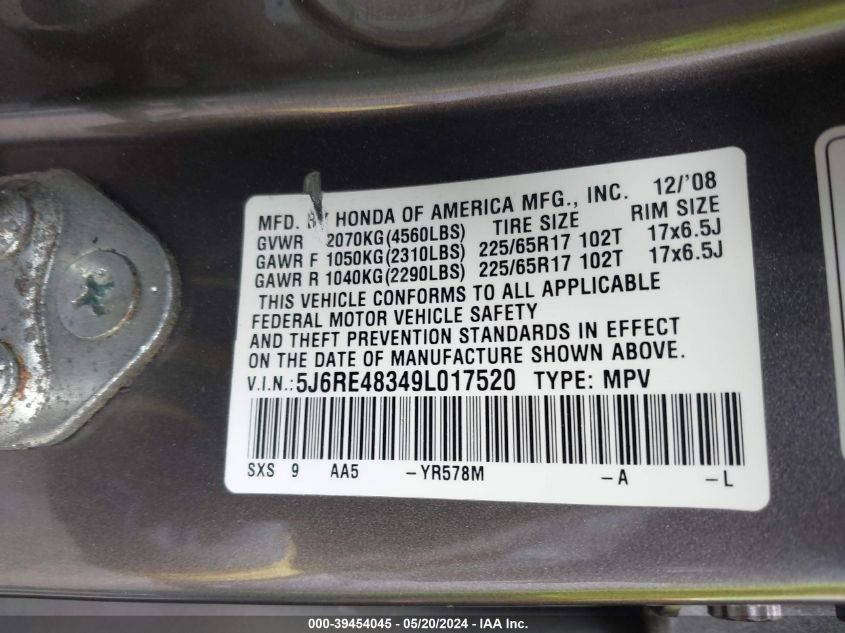 MFD. BY HONDA OF AMERICA MFG., INC. 12/'08
GVWR 2070KG(4560LBS) TIRE SIZE RIM SIZE
GAWR F 1050KG(2310LBS) 225/65R17 102T 17x6.5J
GAWR R 1040KG(2290LBS) 225/65R17 102T 17x6.5J
THIS VEHICLE CONFORMS TO ALL APPLICABLE
FEDERAL MOTOR VEHICLE SAFETY
AND THEFT PREVENTION STANDARDS IN EFFECT
ON THE DATE OF MANUFACTURE SHOWN ABOVE.
V.I.N.:5J6RE48349L017520 TYPE: MPV
SXS 9 AA5 -YR578M -A -L
000-39454045 - 05/20/2024 - IAA Inc.